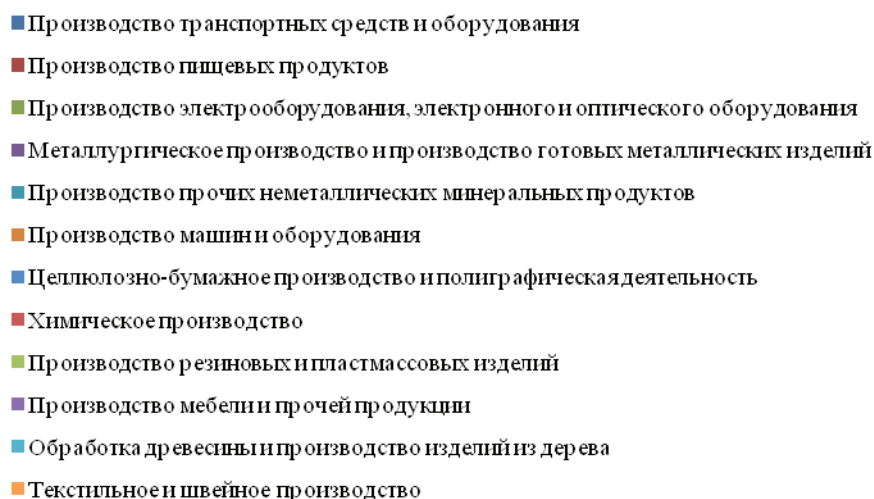 Производство транспортных средств и оборудования
Производство пищевых продуктов
Производство электрооборудования, электронного и оптического оборудования
Металлургическое производство и производство готовых металлических изделий
Производство прочих неметаллических минеральных продуктов
Производство машин и оборудования
Целлюлозно-бумажное производство и полиграфическая деятельность
Химическое производство
Производство резиновых и пластмассовых изделий
Производство мебели и прочей продукции
Обработка древесины и производство изделий из дерева
Текстильное и швейное производство